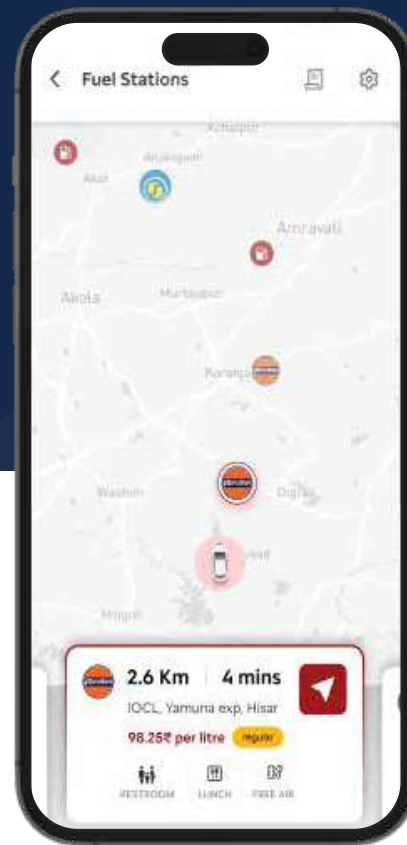 Fuel Stations
Achalpur
Anjangaon
Akot
Amravati
Akola
Murtizapur
Karanja
Washim
Digras
2.6 Km | 4 mins
IOCL, Yamuna exp, Hisar
98.25₹ per litre regular
RESTROOM LUNCH FREE AIR